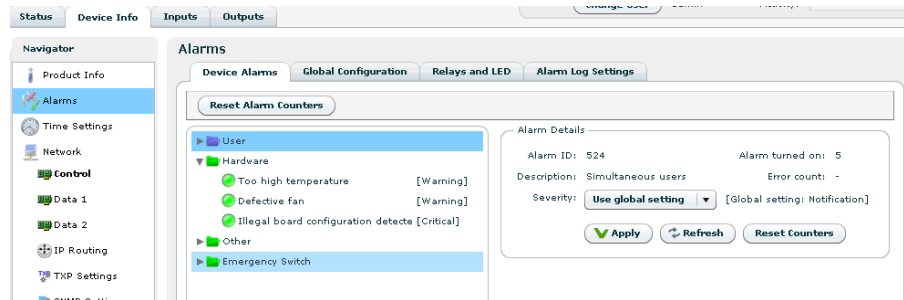 Change User Admin
Status Device Info Inputs Outputs
Navigator
Product Info
Alarms
Time Settings
Network
Control
Data 1
Data 2
IP Routing
TXP Settings
Alarms
Device Alarms Global Configuration Relays and LED Alarm Log Settings
Reset Alarm Counters
User
Hardware
Too high temperature [Warning]
Defective fan [Warning]
Illegal board configuration detecte [Critical]
Other
Emergency Switch
Alarm Details
Alarm ID: 524 Alarm turned on: 5
Description: Simultaneous users Error count: -
Severity: Use global setting [Global setting: Notification]
Apply Refresh Reset Counters